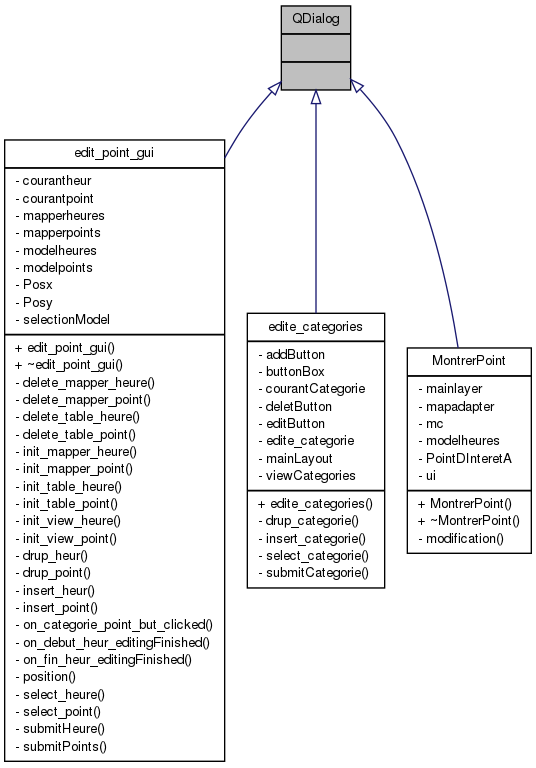 QDialog
edit_point_gui
- courantheur
- courantpoint
- mapperheures
- mapperpoints
- modelheures
- modelpoints
- Posx
- Posy
- selectionModel
+ edit_point_gui()
+ ~edit_point_gui()
- delete_mapper_heure()
- delete_mapper_point()
- delete_table_heure()
- delete_table_point()
- init_mapper_heure()
- init_mapper_point()
- init_table_heure()
- init_table_point()
- init_view_heure()
- init_view_point()
- drup_heur()
- drup_point()
- insert_heur()
- insert_point()
- on_categorie_point_but_clicked()
- on_debut_heur_editingFinished()
- on_fin_heur_editingFinished()
- position()
- select_heure()
- select_point()
- submitHeure()
- submitPoints()
edite_categories
- addButton
- buttonBox
- courantCategorie
- deletButton
- editButton
- edite_categorie
- mainLayout
- viewCategories
+ edite_categories()
- drup_categorie()
- insert_categorie()
- select_categorie()
- submitCategorie()
MontrerPoint
- mainlayer
- mapadapter
- mc
- modelheures
- PointDInteretA
- ui
+ MontrerPoint()
+ ~MontrerPoint()
- modification()